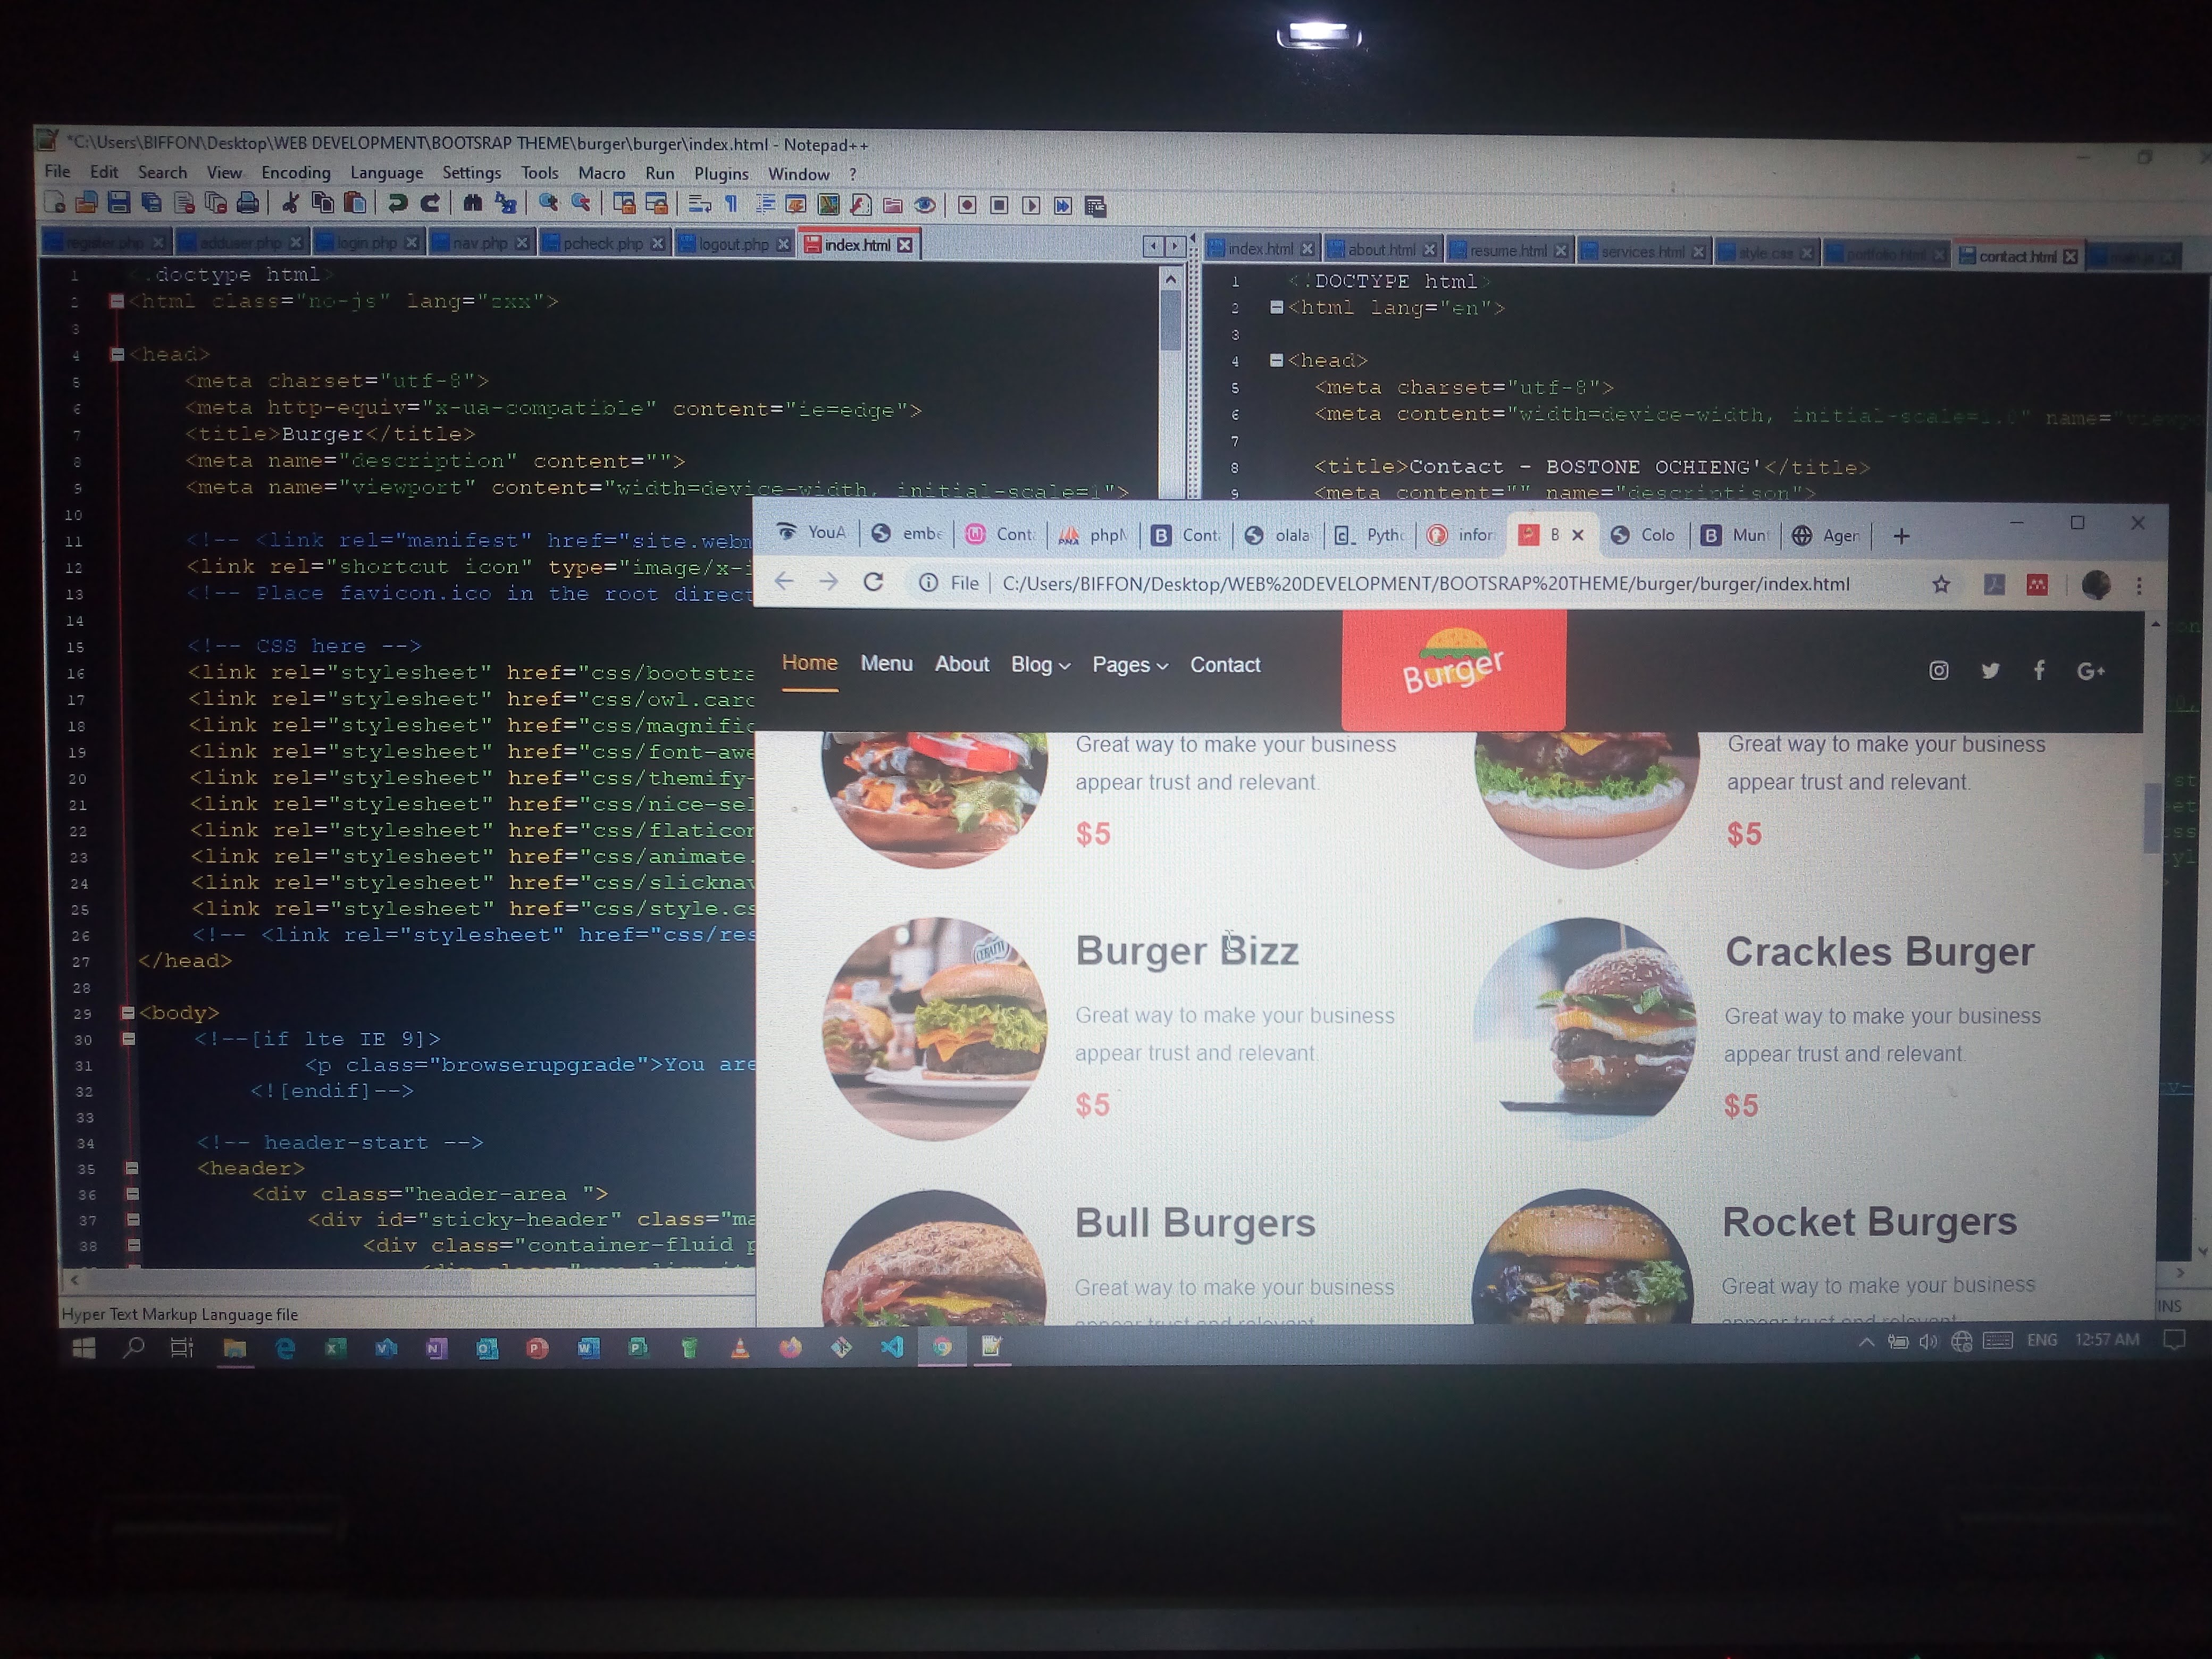 *C:\Users\BIFFON\Desktop\WEB DEVELOPMENT\BOOTSRAP THEME\burger\burger\index.html - Notepad++
File Edit Search View Encoding Language Settings Tools Macro Run Plugins Window ?
register.php adduser.php login.php nav.php pcheck.php logout.php index.html
1 <!doctype html>
2 <html class="no-js" lang="zxx">
3
4 <head>
5 <meta charset="utf-8">
6 <meta http-equiv="x-ua-compatible" content="ie=edge">
7 <title>Burger</title>
8 <meta name="description" content="">
9 <meta name="viewport" content="width=device-width, initial-scale=1">
10
11 <!-- <link rel="manifest" href="site.webm
12 <link rel="shortcut icon" type="image/x-i
13 <!-- Place favicon.ico in the root direct
14
15 <!-- CSS here -->
16 <link rel="stylesheet" href="css/bootstra
17 <link rel="stylesheet" href="css/owl.caro
18 <link rel="stylesheet" href="css/magnific
19 <link rel="stylesheet" href="css/font-awe
20 <link rel="stylesheet" href="css/themify-
21 <link rel="stylesheet" href="css/nice-sel
22 <link rel="stylesheet" href="css/flaticon
23 <link rel="stylesheet" href="css/animate.
24 <link rel="stylesheet" href="css/slicknav
25 <link rel="stylesheet" href="css/style.cs
26 <!-- <link rel="stylesheet" href="css/res
27 </head>
28
29 <body>
30 <!--[if lte IE 9]>
31 <p class="browserupgrade">You are
32 <![endif]-->
33
34 <!-- header-start -->
35 <header>
36 <div class="header-area ">
37 <div id="sticky-header" class="ma
38 <div class="container-fluid p
Hyper Text Markup Language file
index.html about.html resume.html services.html style.css portfolio.html contact.html main.js
1 <!DOCTYPE html>
2 <html lang="en">
3
4 <head>
5 <meta charset="utf-8">
6 <meta content="width=device-width, initial-scale=1.0" name="viewpo
7
8 <title>Contact - BOSTONE OCHIENG'</title>
9 <meta content="" name="descriptison">
YouA embe Cont phpM Cont olala Pyth infor B Colo Mun Agen
File C:/Users/BIFFON/Desktop/WEB%20DEVELOPMENT/BOOTSRAP%20THEME/burger/burger/index.html
Home Menu About Blog Pages Contact
Burger
G+
Great way to make your business
appear trust and relevant.
$5
Great way to make your business
appear trust and relevant.
$5
Burger Bizz
Great way to make your business
appear trust and relevant.
$5
Crackles Burger
Great way to make your business
appear trust and relevant.
$5
Bull Burgers
Great way to make your business
appear trust and relevant.
Rocket Burgers
Great way to make your business
appear trust and relevant.
INS
ENG 12:57 AM